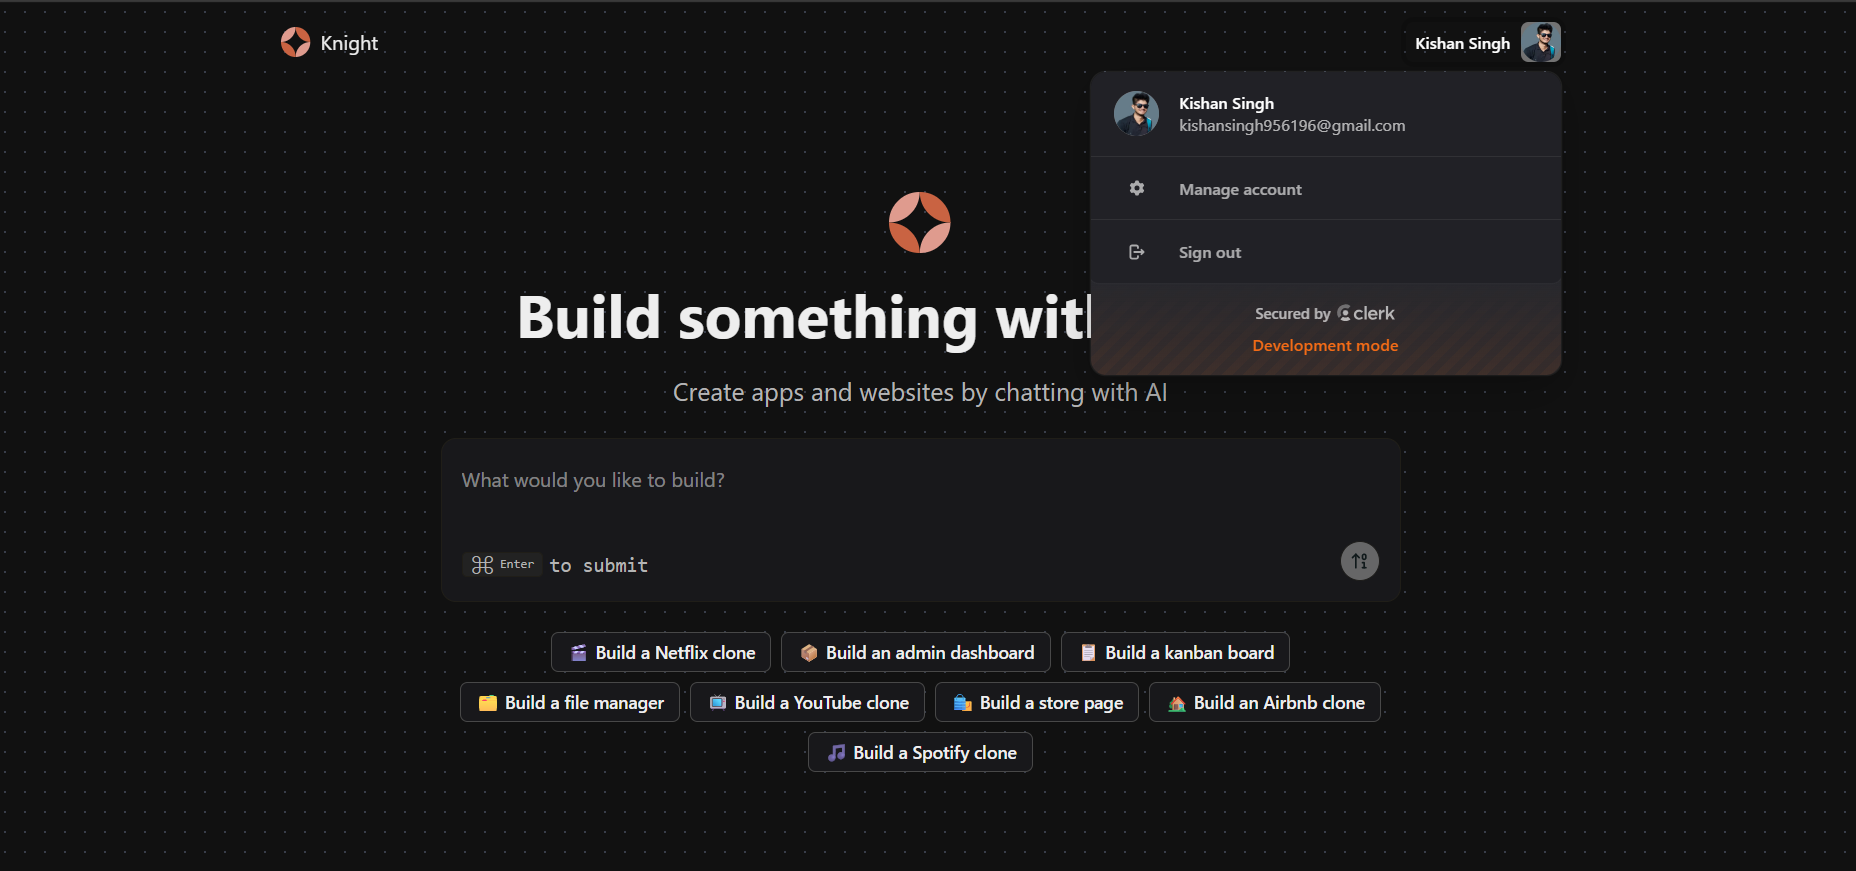 Knight
Kishan Singh
Kishan Singh
kishansingh956196@gmail.com
Manage account
Sign out
Secured by clerk
Development mode
Build something with
Create apps and websites by chatting with AI
What would you like to build?
⌘ Enter to submit
Build a Netflix clone
Build an admin dashboard
Build a kanban board
Build a file manager
Build a YouTube clone
Build a store page
Build an Airbnb clone
Build a Spotify clone